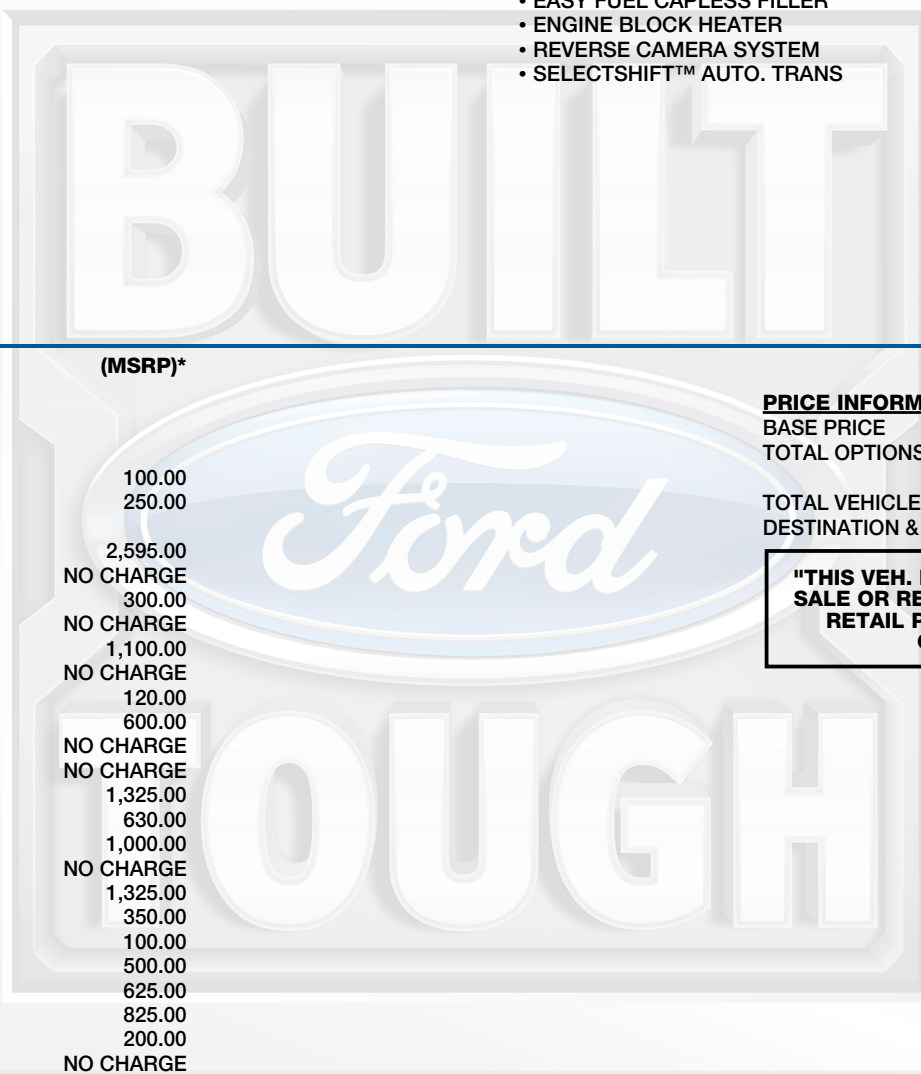 • EASY FUEL CAPLESS FILLER
• ENGINE BLOCK HEATER
• REVERSE CAMERA SYSTEM
• SELECTSHIFT™ AUTO. TRANS
BUILT
(MSRP)*
100.00
250.00
2,595.00
NO CHARGE
300.00
NO CHARGE
1,100.00
NO CHARGE
120.00
600.00
NO CHARGE
NO CHARGE
1,325.00
630.00
1,000.00
NO CHARGE
1,325.00
350.00
100.00
500.00
625.00
825.00
200.00
NO CHARGE
Ford
TOUGH
PRICE INFORM
BASE PRICE
TOTAL OPTIONS
TOTAL VEHICLE
DESTINATION &
"THIS VEH.
SALE OR RE
RETAIL P